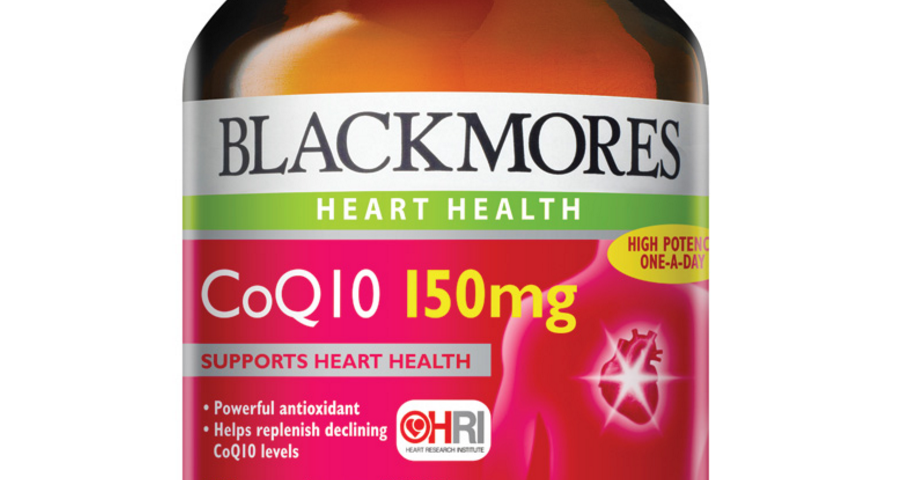 BLACKMORES
HEART HEALTH
HIGH POTENC
ONE-A-DAY
CoQ10 150mg
SUPPORTS HEART HEALTH
• Powerful antioxidant
• Helps replenish declining
CoQ10 levels
HRI
HEART RESEARCH INSTITUTE